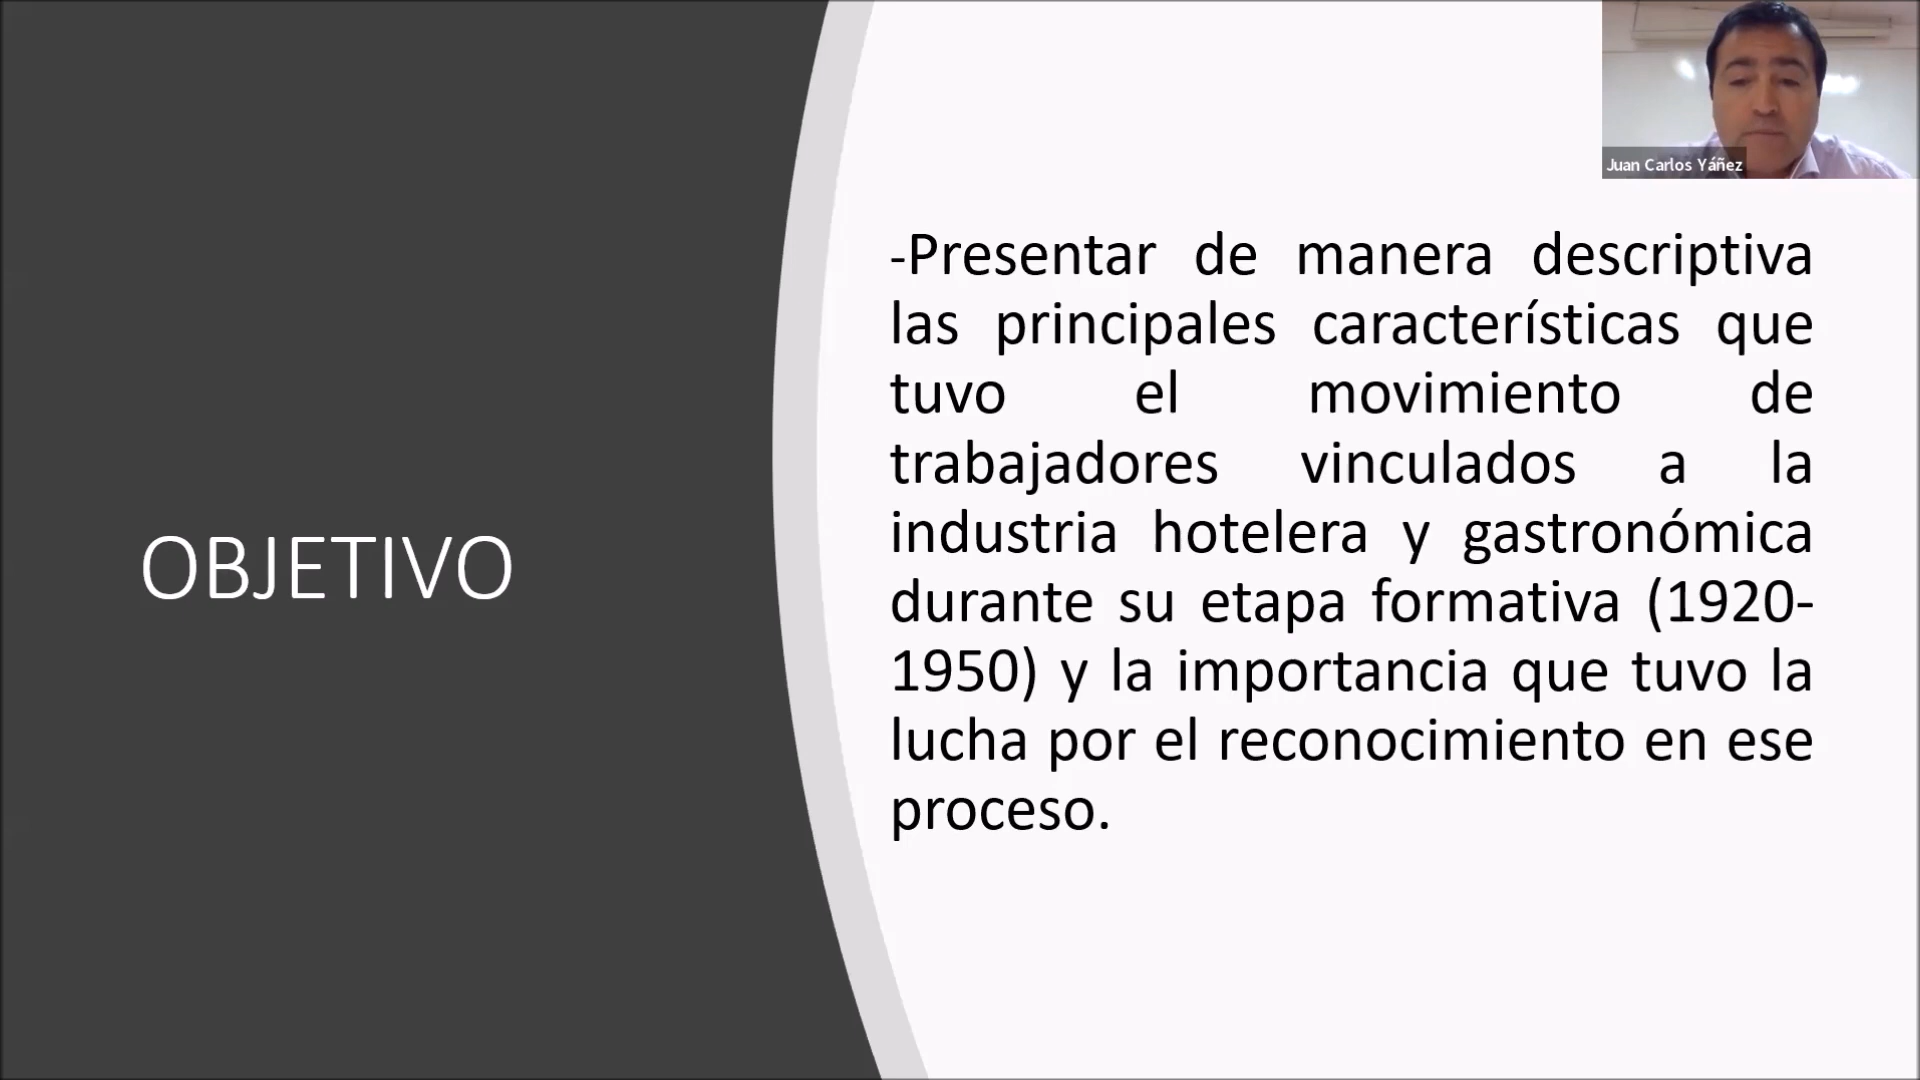 Juan Carlos Yáñez
OBJETIVO
-Presentar de manera descriptiva
las principales características que
tuvo el movimiento de
trabajadores vinculados a la
industria hotelera y gastronómica
durante su etapa formativa (1920-
1950) y la importancia que tuvo la
lucha por el reconocimiento en ese
proceso.